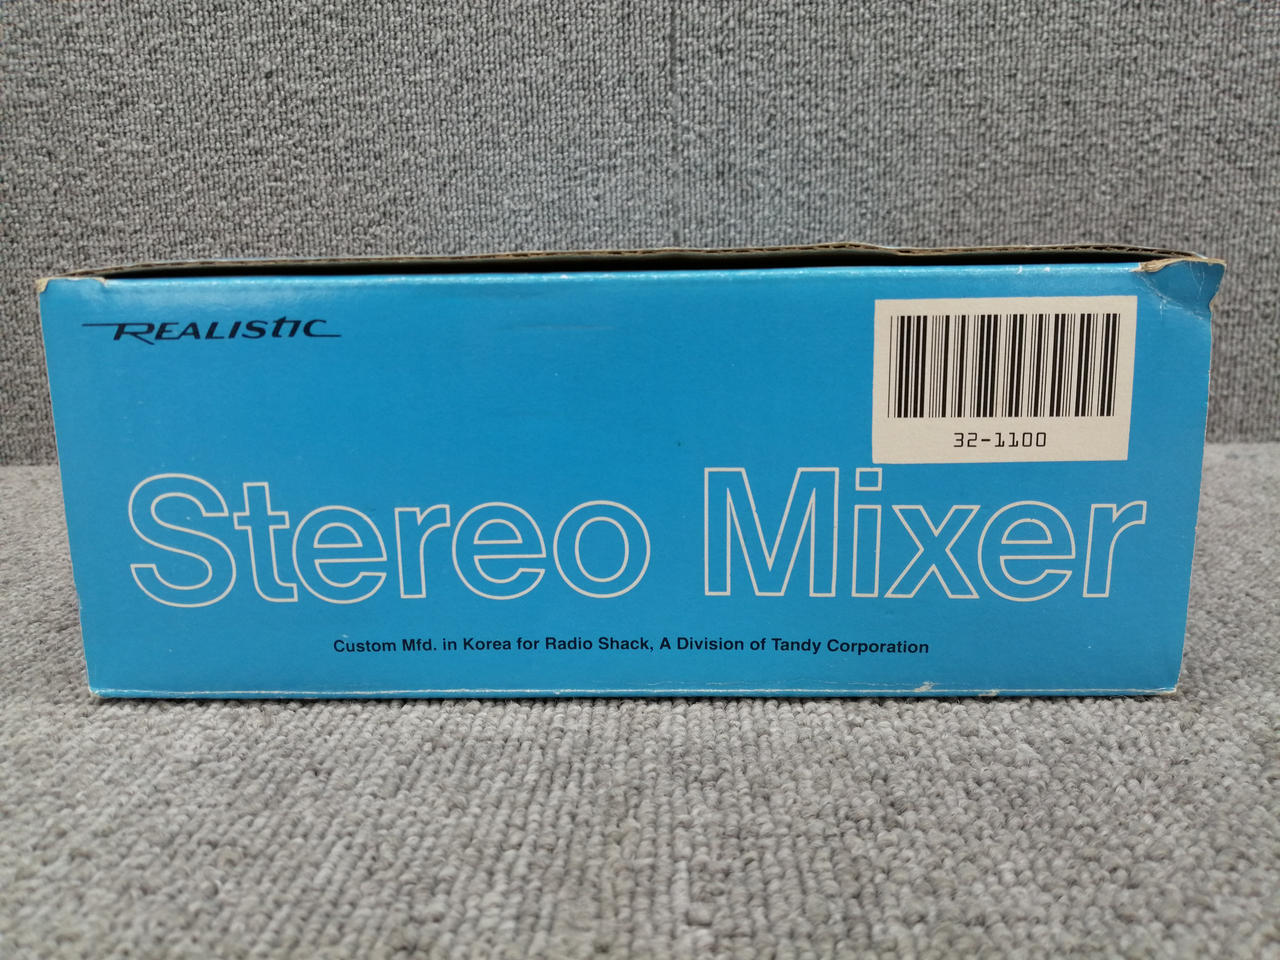 REALISTIC
32-1100
Stereo Mixer
Custom Mfd. in Korea for Radio Shack, A Division of Tandy Corporation